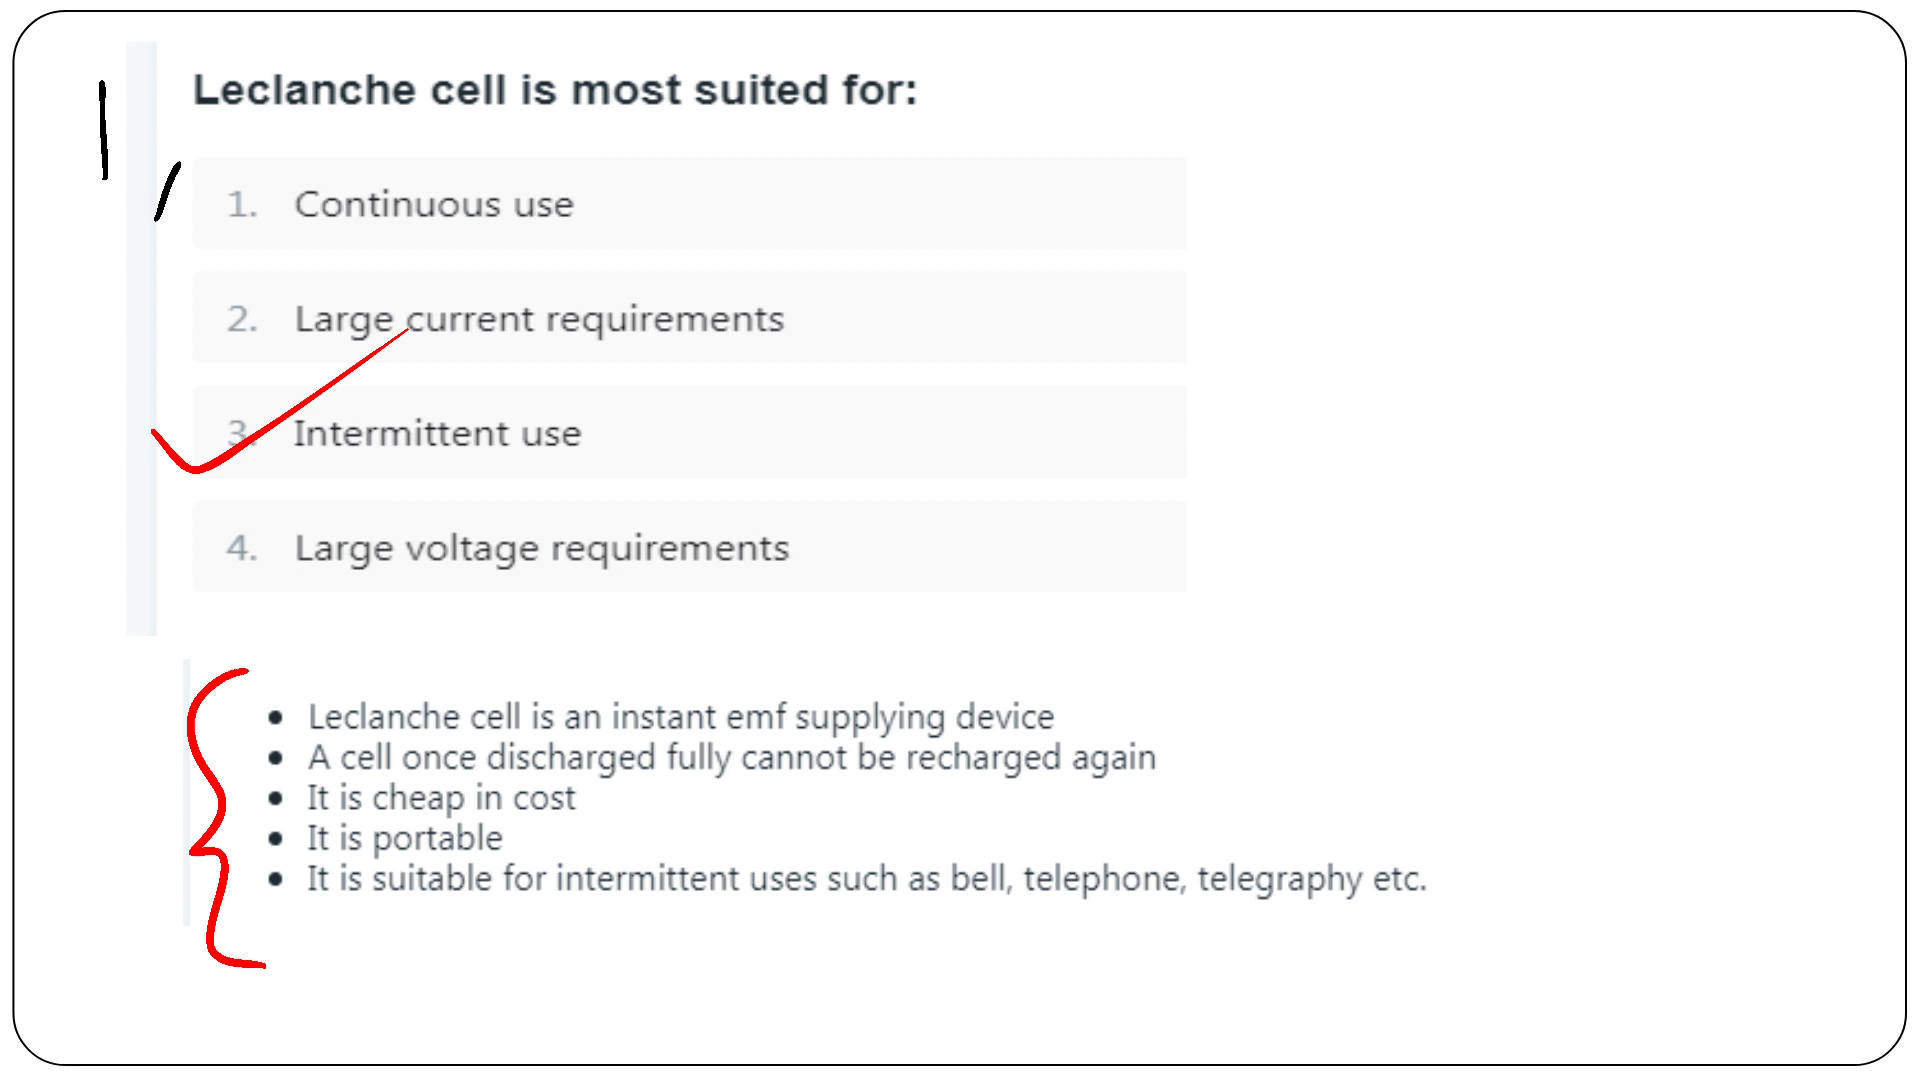 Leclanche cell is most suited for:
1. Continuous use
2. Large current requirements
3. Intermittent use
4. Large voltage requirements
• Leclanche cell is an instant emf supplying device
• A cell once discharged fully cannot be recharged again
• It is cheap in cost
• It is portable
• It is suitable for intermittent uses such as bell, telephone, telegraphy etc.